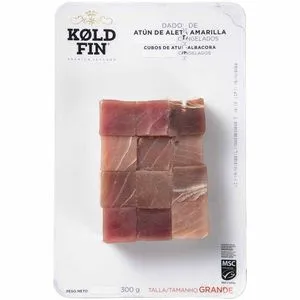 KØLD
FIN
PREMIUM SEAFOOD
DADOS DE
ATÚN DE ALETA AMARILLA
CONGELADOS
CUBOS DE ATUM-ALBACORA
CONGELADOS
PESO NETO
300 g
TALLA/TAMANHO GRANDE
MSC